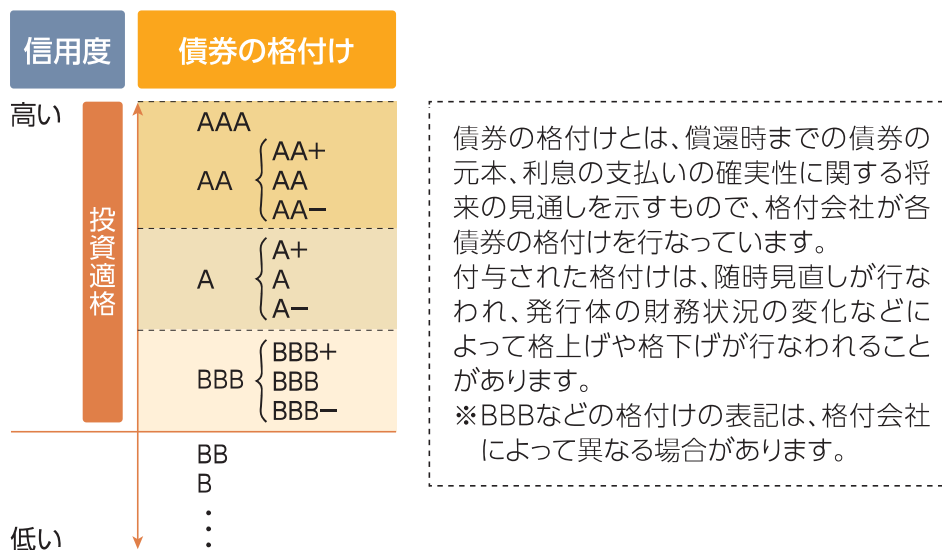 信用度
債券の格付け
高い
投資適格
AAA
AA
AA+
AA
AA−
A
A+
A
A−
BBB
BBB+
BBB
BBB−
BB
B
・
・
・
低い
債券の格付けとは、償還時までの債券の
元本、利息の支払いの確実性に関する将
来の見通しを示すもので、格付会社が各
債券の格付けを行なっています。
付与された格付けは、随時見直しが行な
われ、発行体の財務状況の変化などに
よって格上げや格下げが行なわれること
があります。
※BBBなどの格付けの表記は、格付会社
によって異なる場合があります。